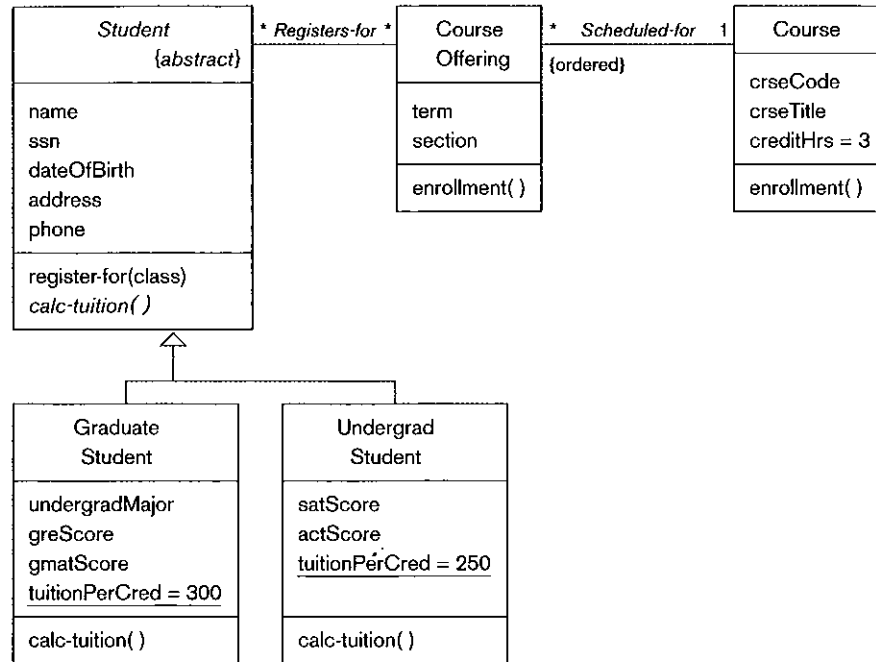 Student
{abstract}
name
ssn
dateOfBirth
address
phone
register-for(class)
calc-tuition( )
* Registers-for *
Course
Offering
term
section
enrollment( )
* Scheduled-for 1
{ordered}
Course
crseCode
crseTitle
creditHrs = 3
enrollment( )
Graduate
Student
undergradMajor
greScore
gmatScore
tuitionPerCred = 300
calc-tuition( )
Undergrad
Student
satScore
actScore
tuitionPerCred = 250
calc-tuition( )